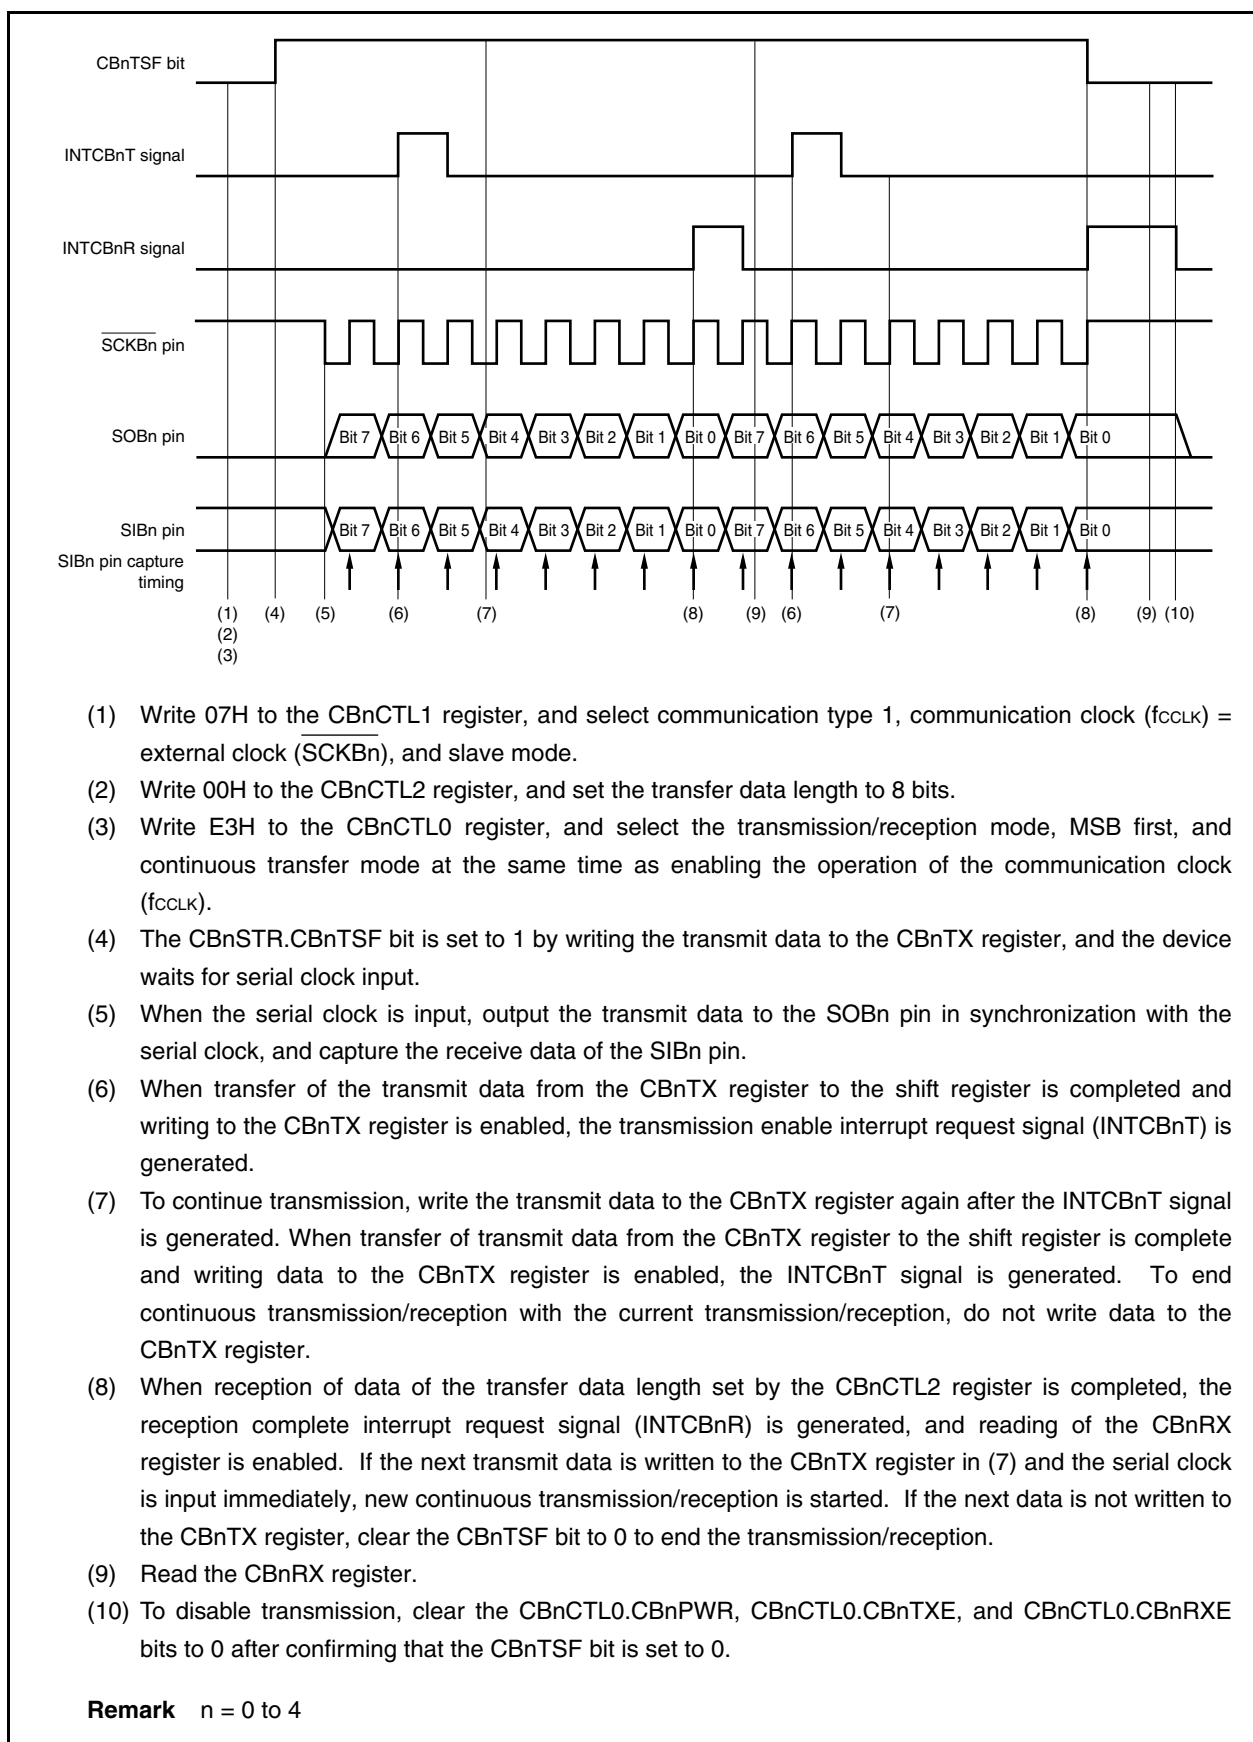 CBnTSF bit
INTCBnT signal
INTCBnR signal
SCKBn pin
SOBn pin
Bit 7 Bit 6 Bit 5 Bit 4 Bit 3 Bit 2 Bit 1 Bit 0 Bit 7 Bit 6 Bit 5 Bit 4 Bit 3 Bit 2 Bit 1 Bit 0
SIBn pin
Bit 7 Bit 6 Bit 5 Bit 4 Bit 3 Bit 2 Bit 1 Bit 0 Bit 7 Bit 6 Bit 5 Bit 4 Bit 3 Bit 2 Bit 1 Bit 0
SIBn pin capture
timing
(1) (4) (5) (6) (7) (8) (9) (6) (7) (8) (9) (10)
(2)
(3)
(1) Write 07H to the CBnCTL1 register, and select communication type 1, communication clock (fCCLK) =
external clock (SCKBn), and slave mode.
(2) Write 00H to the CBnCTL2 register, and set the transfer data length to 8 bits.
(3) Write E3H to the CBnCTL0 register, and select the transmission/reception mode, MSB first, and
continuous transfer mode at the same time as enabling the operation of the communication clock
(fCCLK).
(4) The CBnSTR.CBnTSF bit is set to 1 by writing the transmit data to the CBnTX register, and the device
waits for serial clock input.
(5) When the serial clock is input, output the transmit data to the SOBn pin in synchronization with the
serial clock, and capture the receive data of the SIBn pin.
(6) When transfer of the transmit data from the CBnTX register to the shift register is completed and
writing to the CBnTX register is enabled, the transmission enable interrupt request signal (INTCBnT) is
generated.
(7) To continue transmission, write the transmit data to the CBnTX register again after the INTCBnT signal
is generated. When transfer of transmit data from the CBnTX register to the shift register is complete
and writing data to the CBnTX register is enabled, the INTCBnT signal is generated. To end
continuous transmission/reception with the current transmission/reception, do not write data to the
CBnTX register.
(8) When reception of data of the transfer data length set by the CBnCTL2 register is completed, the
reception complete interrupt request signal (INTCBnR) is generated, and reading of the CBnRX
register is enabled. If the next transmit data is written to the CBnTX register in (7) and the serial clock
is input immediately, new continuous transmission/reception is started. If the next data is not written to
the CBnTX register, clear the CBnTSF bit to 0 to end the transmission/reception.
(9) Read the CBnRX register.
(10) To disable transmission, clear the CBnCTL0.CBnPWR, CBnCTL0.CBnTXE, and CBnCTL0.CBnRXE
bits to 0 after confirming that the CBnTSF bit is set to 0.
Remark n = 0 to 4